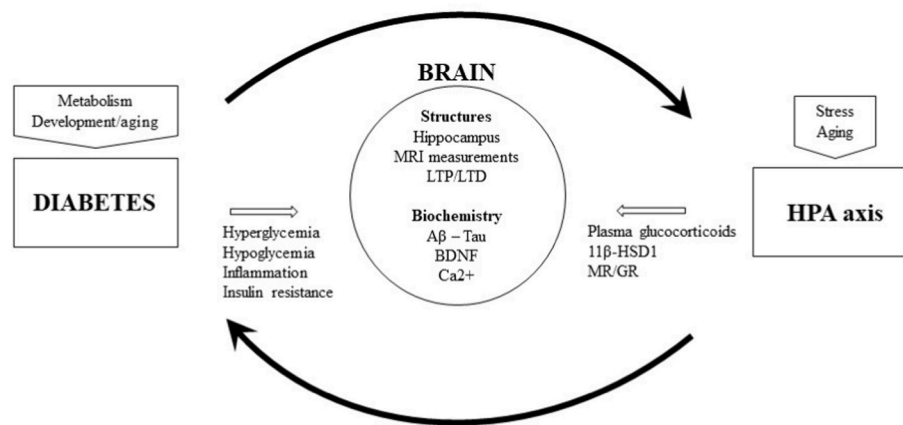 BRAIN
Metabolism
Development/aging
DIABETES
Hyperglycemia
Hypoglycemia
Inflammation
Insulin resistance
Structures
Hippocampus
MRI measurements
LTP/LTD
Biochemistry
Aβ – Tau
BDNF
Ca2+
Stress
Aging
HPA axis
Plasma glucocorticoids
11β-HSD1
MR/GR